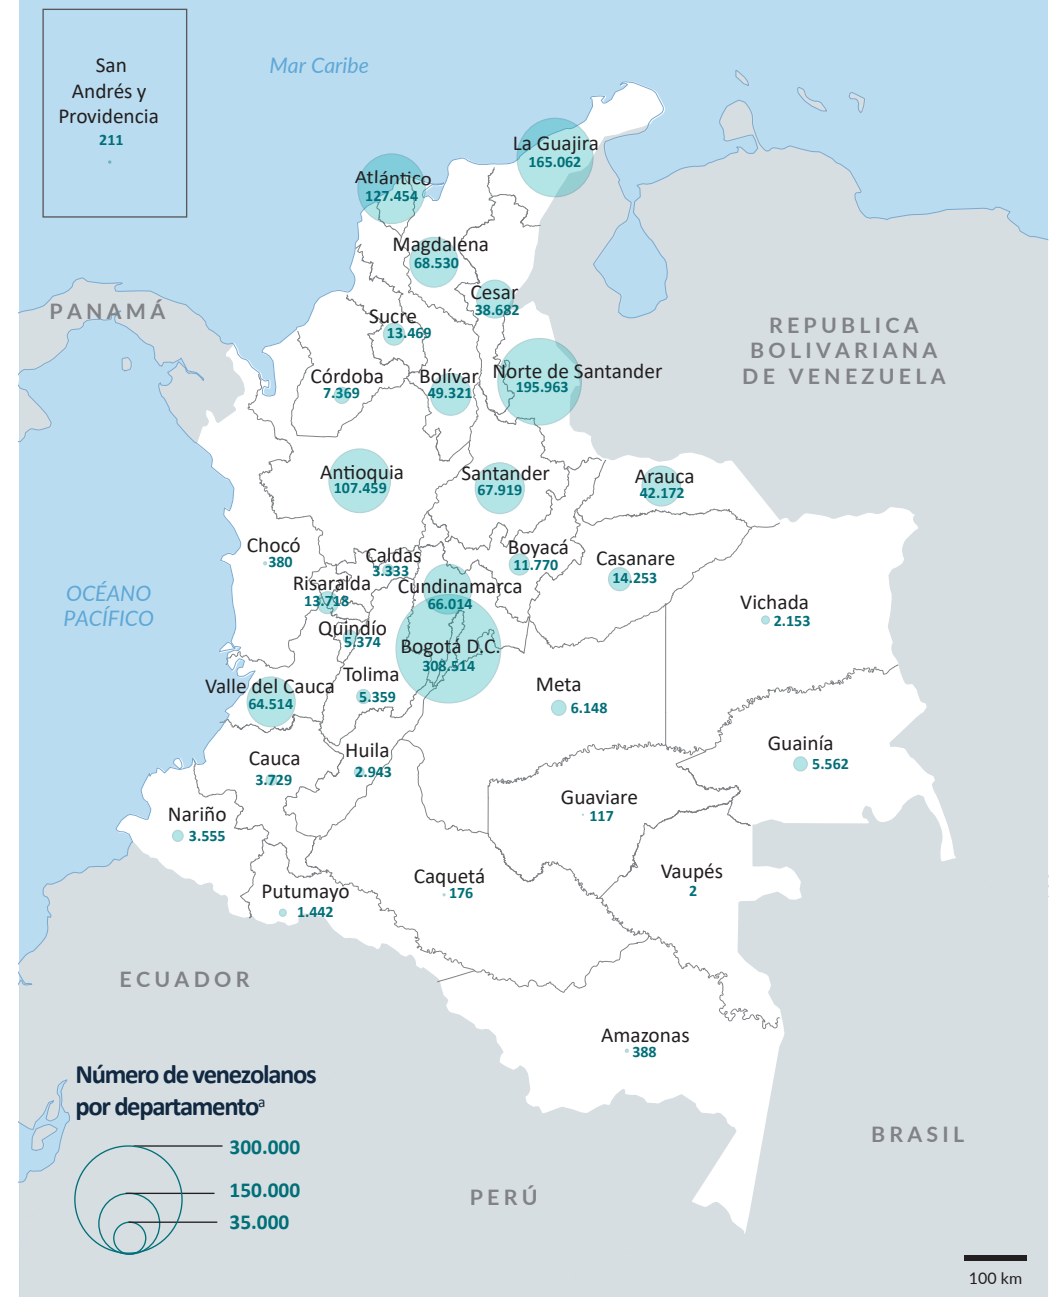 San
Andrés y
Providencia
211
Mar Caribe
La Guajira
165.062
Atlántico
127.454
Magdalena
68.530
Cesar
38.682
PANAMÁ
Sucre
13.469
REPUBLICA
BOLIVARIANA
DE VENEZUELA
Córdoba
7.369
Bolívar
49.321
Norte de Santander
195.963
Antioquia
107.459
Santander
67.919
Arauca
42.172
Chocó
380
Caldas
3.333
Boyacá
11.770
Casanare
14.253
Risaralda
13.718
Cundinamarca
66.014
OCÉANO
PACÍFICO
Vichada
2.153
Quindío
5.374
Bogotá D.C.
308.514
Valle del Cauca
64.514
Tolima
5.359
Meta
6.148
Guainía
5.562
Cauca
3.729
Huila
2.943
Nariño
3.555
Guaviare
117
Caquetá
176
Vaupés
2
Putumayo
1.442
ECUADOR
Amazonas
388
Número de venezolanos
por departamentoª
300.000
150.000
35.000
BRASIL
PERÚ
100 km